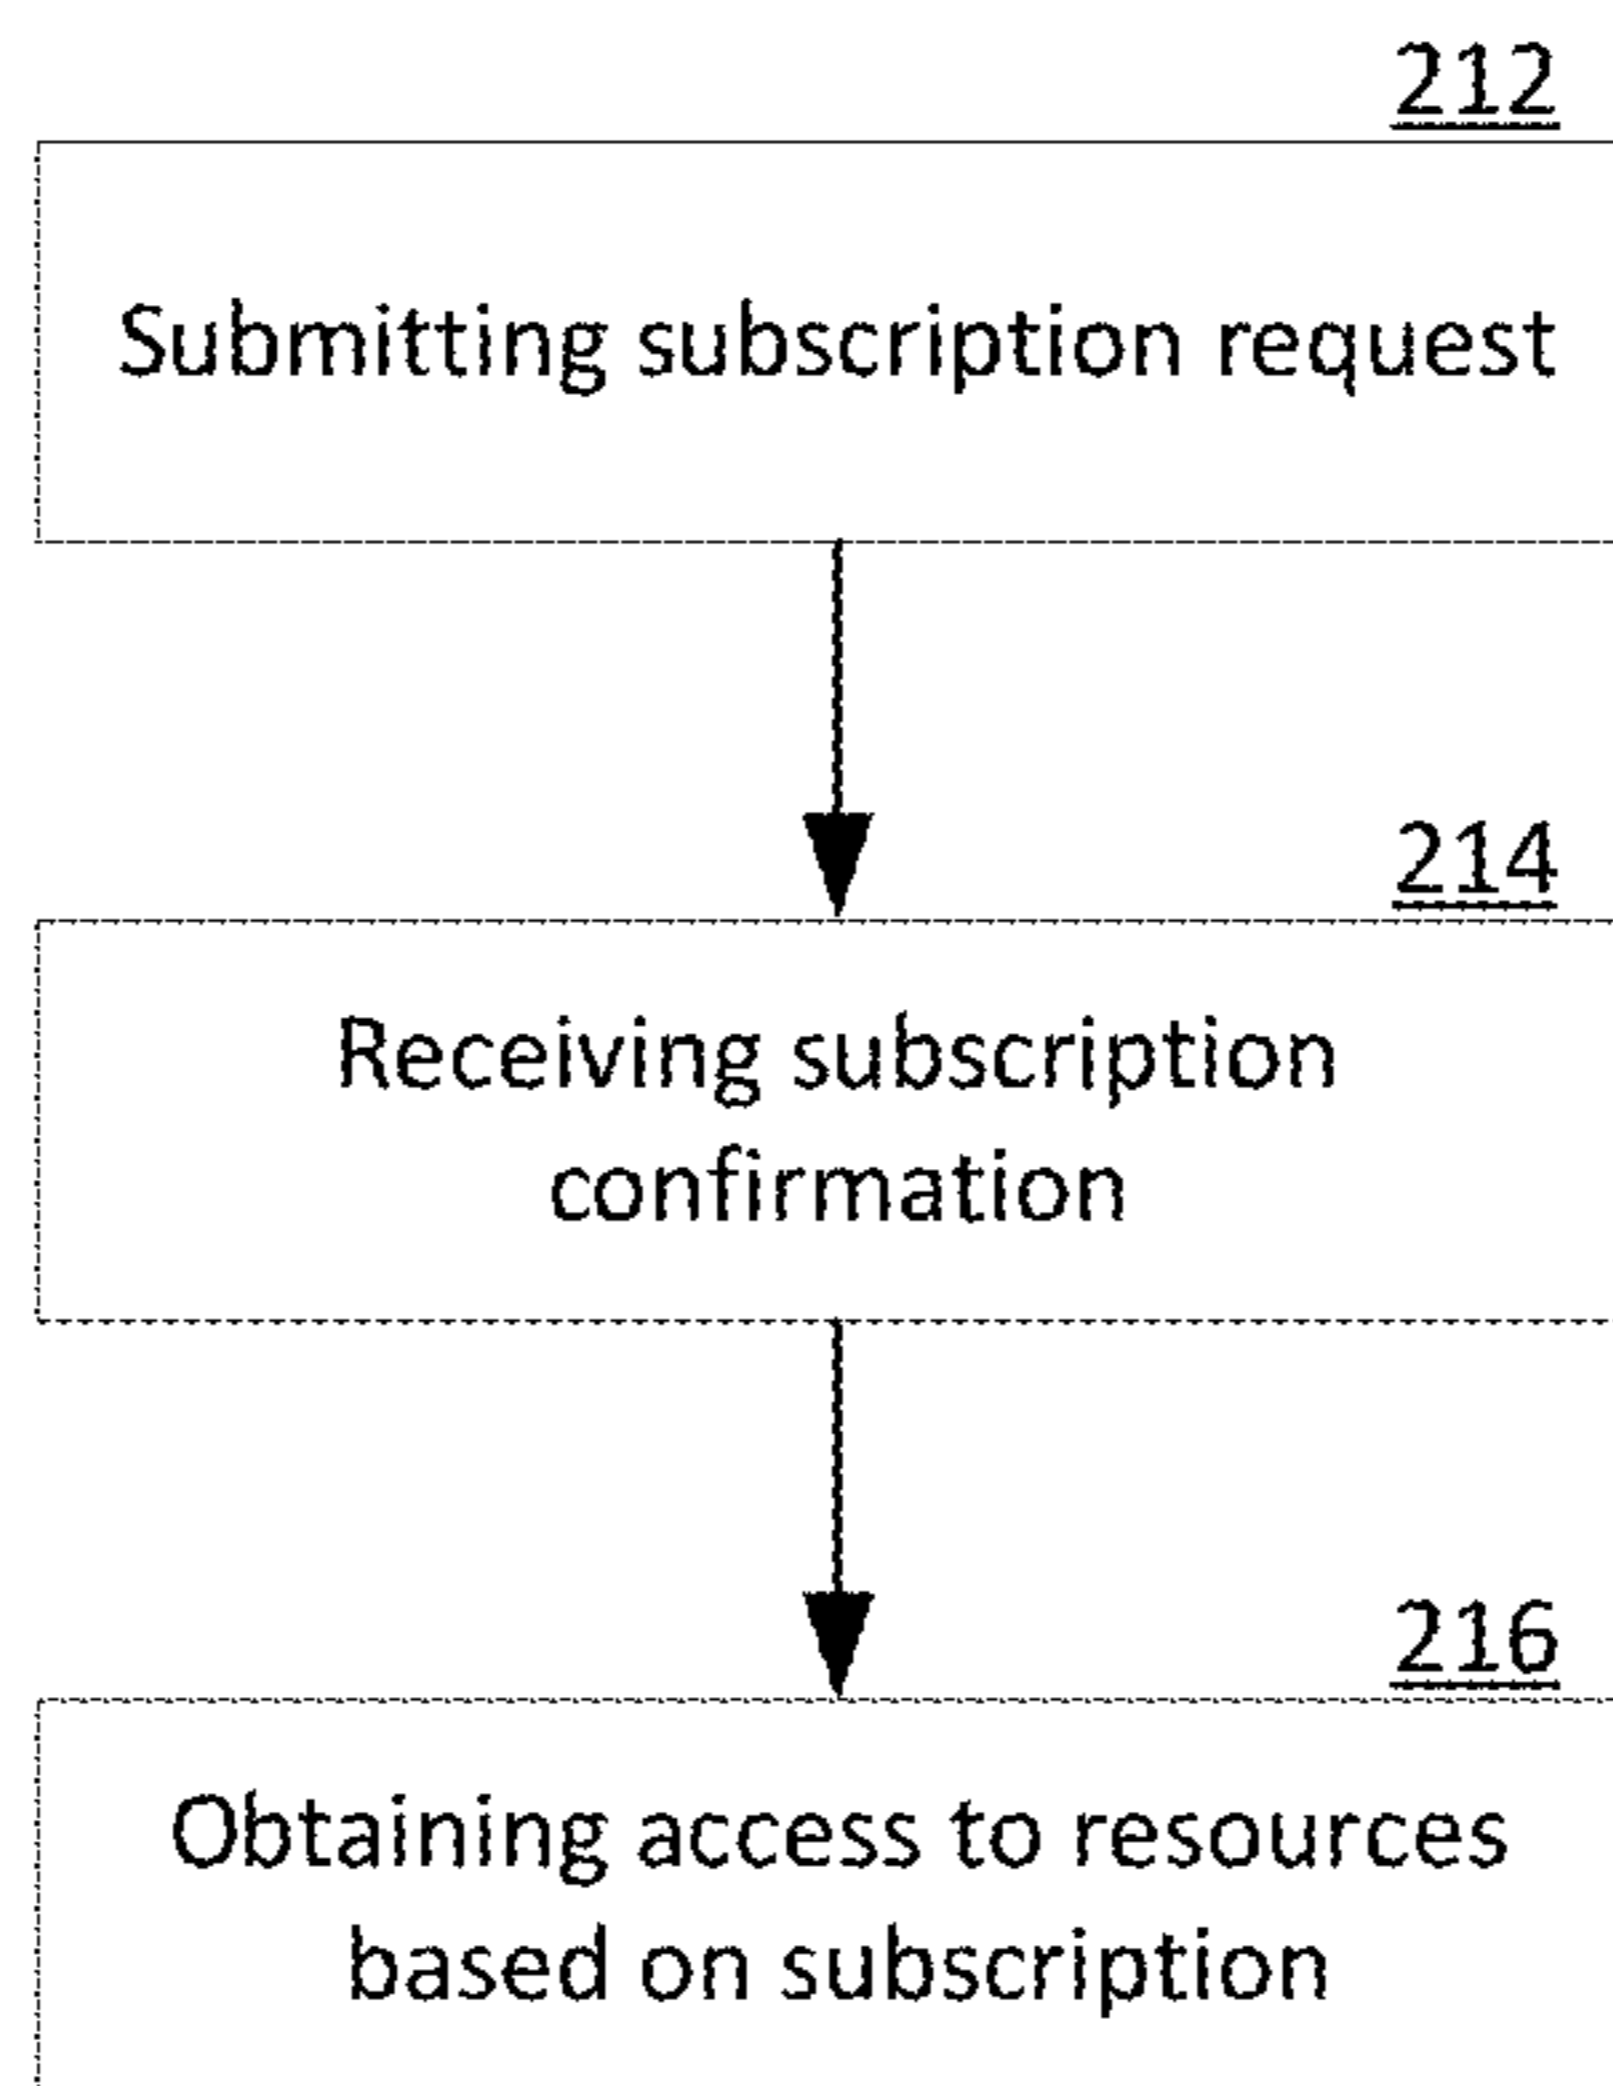 212
Submitting subscription request
214
Receiving subscription
confirmation
216
Obtaining access to resources
based on subscription